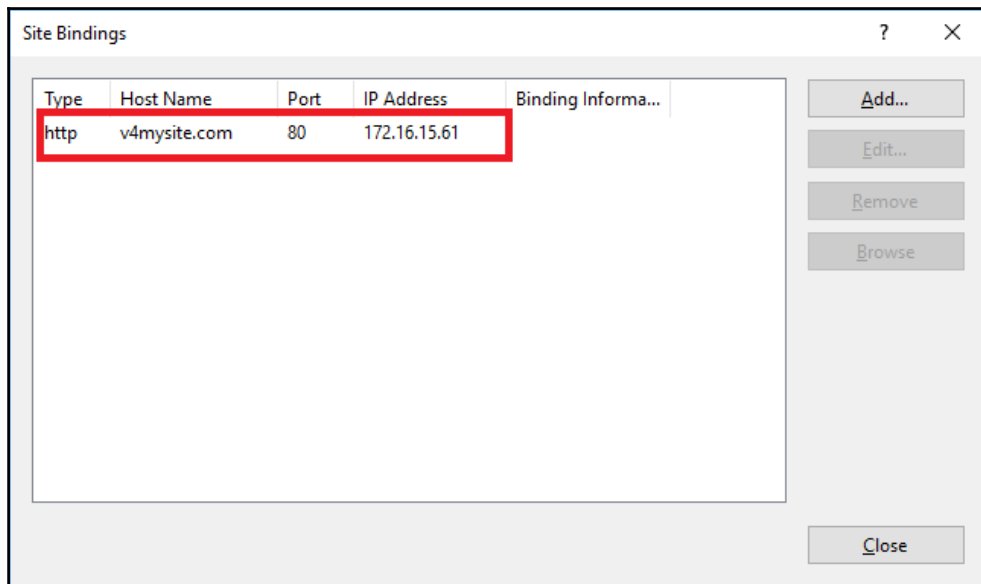 Site Bindings ?
Type Host Name Port IP Address Binding Informa...
http v4mysite.com 80 172.16.15.61
Add...
Edit...
Remove
Browse
Close